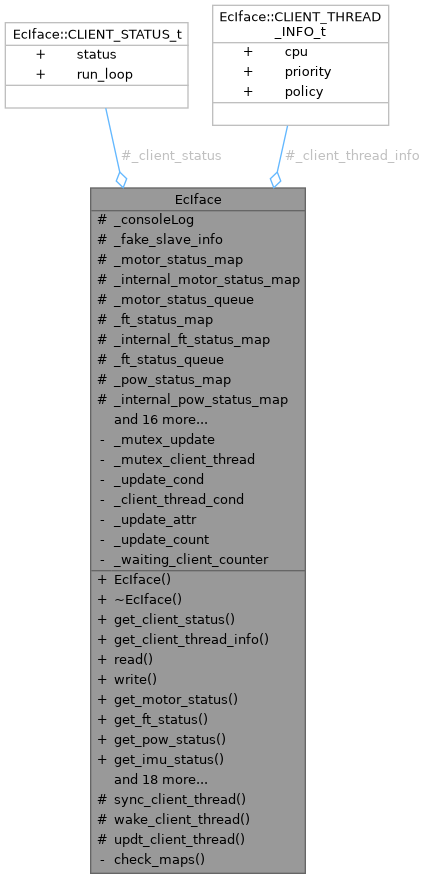 EcIface::CLIENT_STATUS_t
+ status
+ run_loop
EcIface::CLIENT_THREAD
_INFO_t
+ cpu
+ priority
+ policy
#_client_status
#_client_thread_info
EcIface
# _consoleLog
# _fake_slave_info
# _motor_status_map
# _internal_motor_status_map
# _motor_status_queue
# _ft_status_map
# _internal_ft_status_map
# _ft_status_queue
# _pow_status_map
# _internal_pow_status_map
and 16 more...
- _mutex_update
- _mutex_client_thread
- _update_cond
- _client_thread_cond
- _update_attr
- _update_count
- _waiting_client_counter
+ EcIface()
+ ~EcIface()
+ get_client_status()
+ get_client_thread_info()
+ read()
+ write()
+ get_motor_status()
+ get_ft_status()
+ get_pow_status()
+ get_imu_status()
and 18 more...
# sync_client_thread()
# wake_client_thread()
# updt_client_thread()
- check_maps()